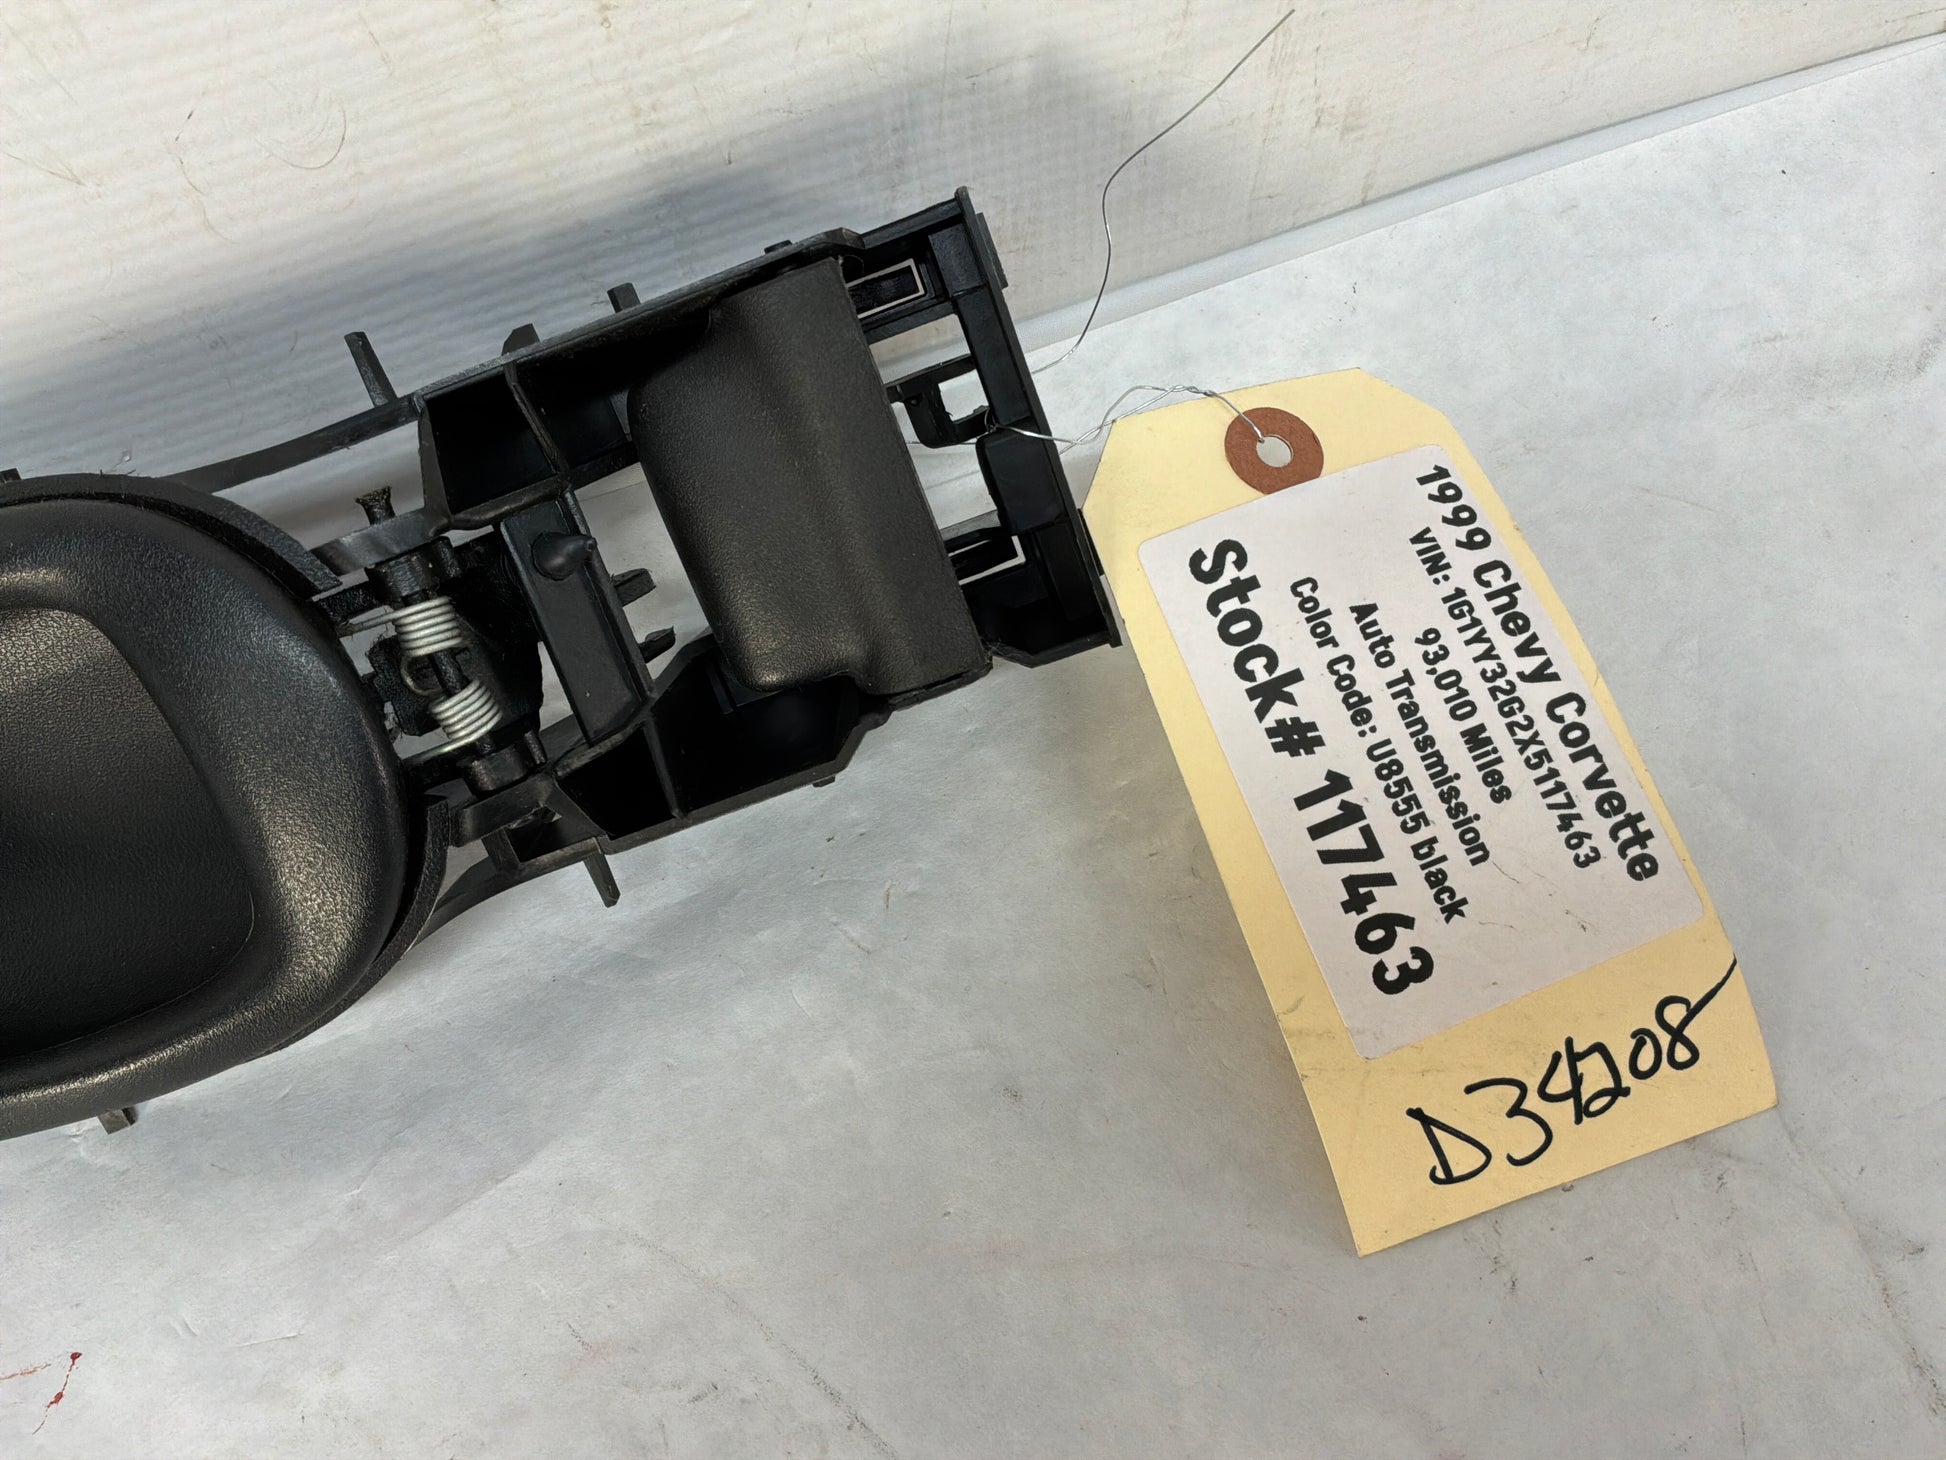 1999 Chevy Corvette
VIN: 1G1YY32G2X5117463
93,010 Miles
Auto Transmission
Color Code: U8555 black
Stock# 117463
D34208